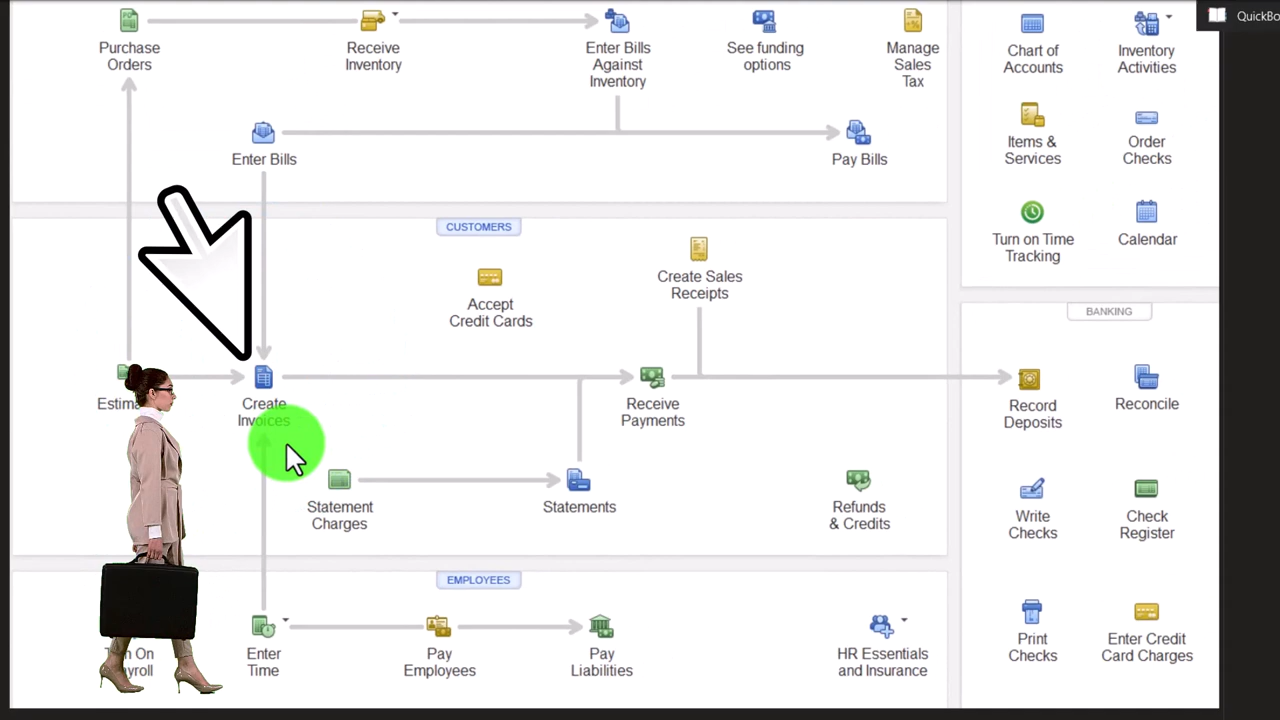 QuickBo
Purchase
Orders
Receive
Inventory
Enter Bills
Against
Inventory
See funding
options
Manage
Sales
Tax
Chart of
Accounts
Inventory
Activities
Enter Bills
Pay Bills
Items &
Services
Order
Checks
Turn on Time
Tracking
Calendar
CUSTOMERS
Accept
Credit Cards
Create Sales
Receipts
BANKING
Estima
Create
Invoices
Receive
Payments
Record
Deposits
Reconcile
Statement
Charges
Statements
Refunds
& Credits
Write
Checks
Check
Register
EMPLOYEES
Enter
Time
Pay
Employees
Pay
Liabilities
HR Essentials
and Insurance
Print
Checks
Enter Credit
Card Charges